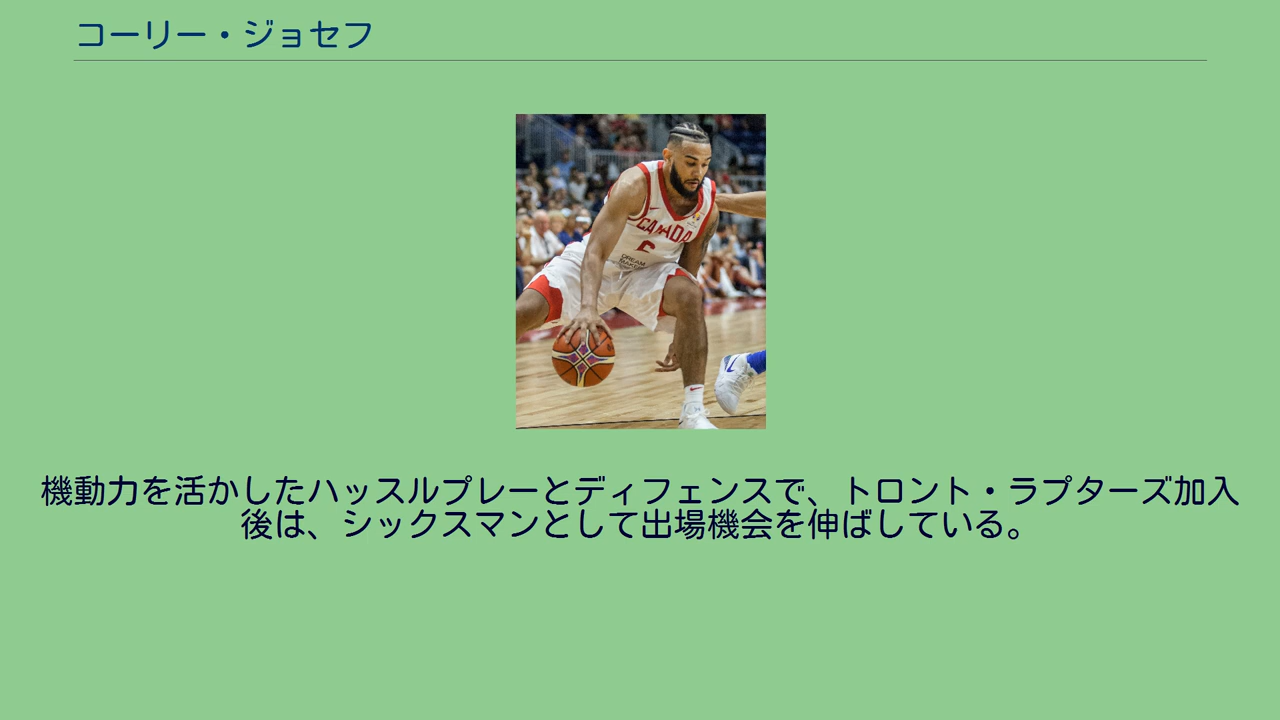 コーリー・ジョセフ
CANADA
6
DREAM
機動力を活かしたハッスルプレーとディフェンスで、トロント・ラプターズ加入
後は、シックスマンとして出場機会を伸ばしている。